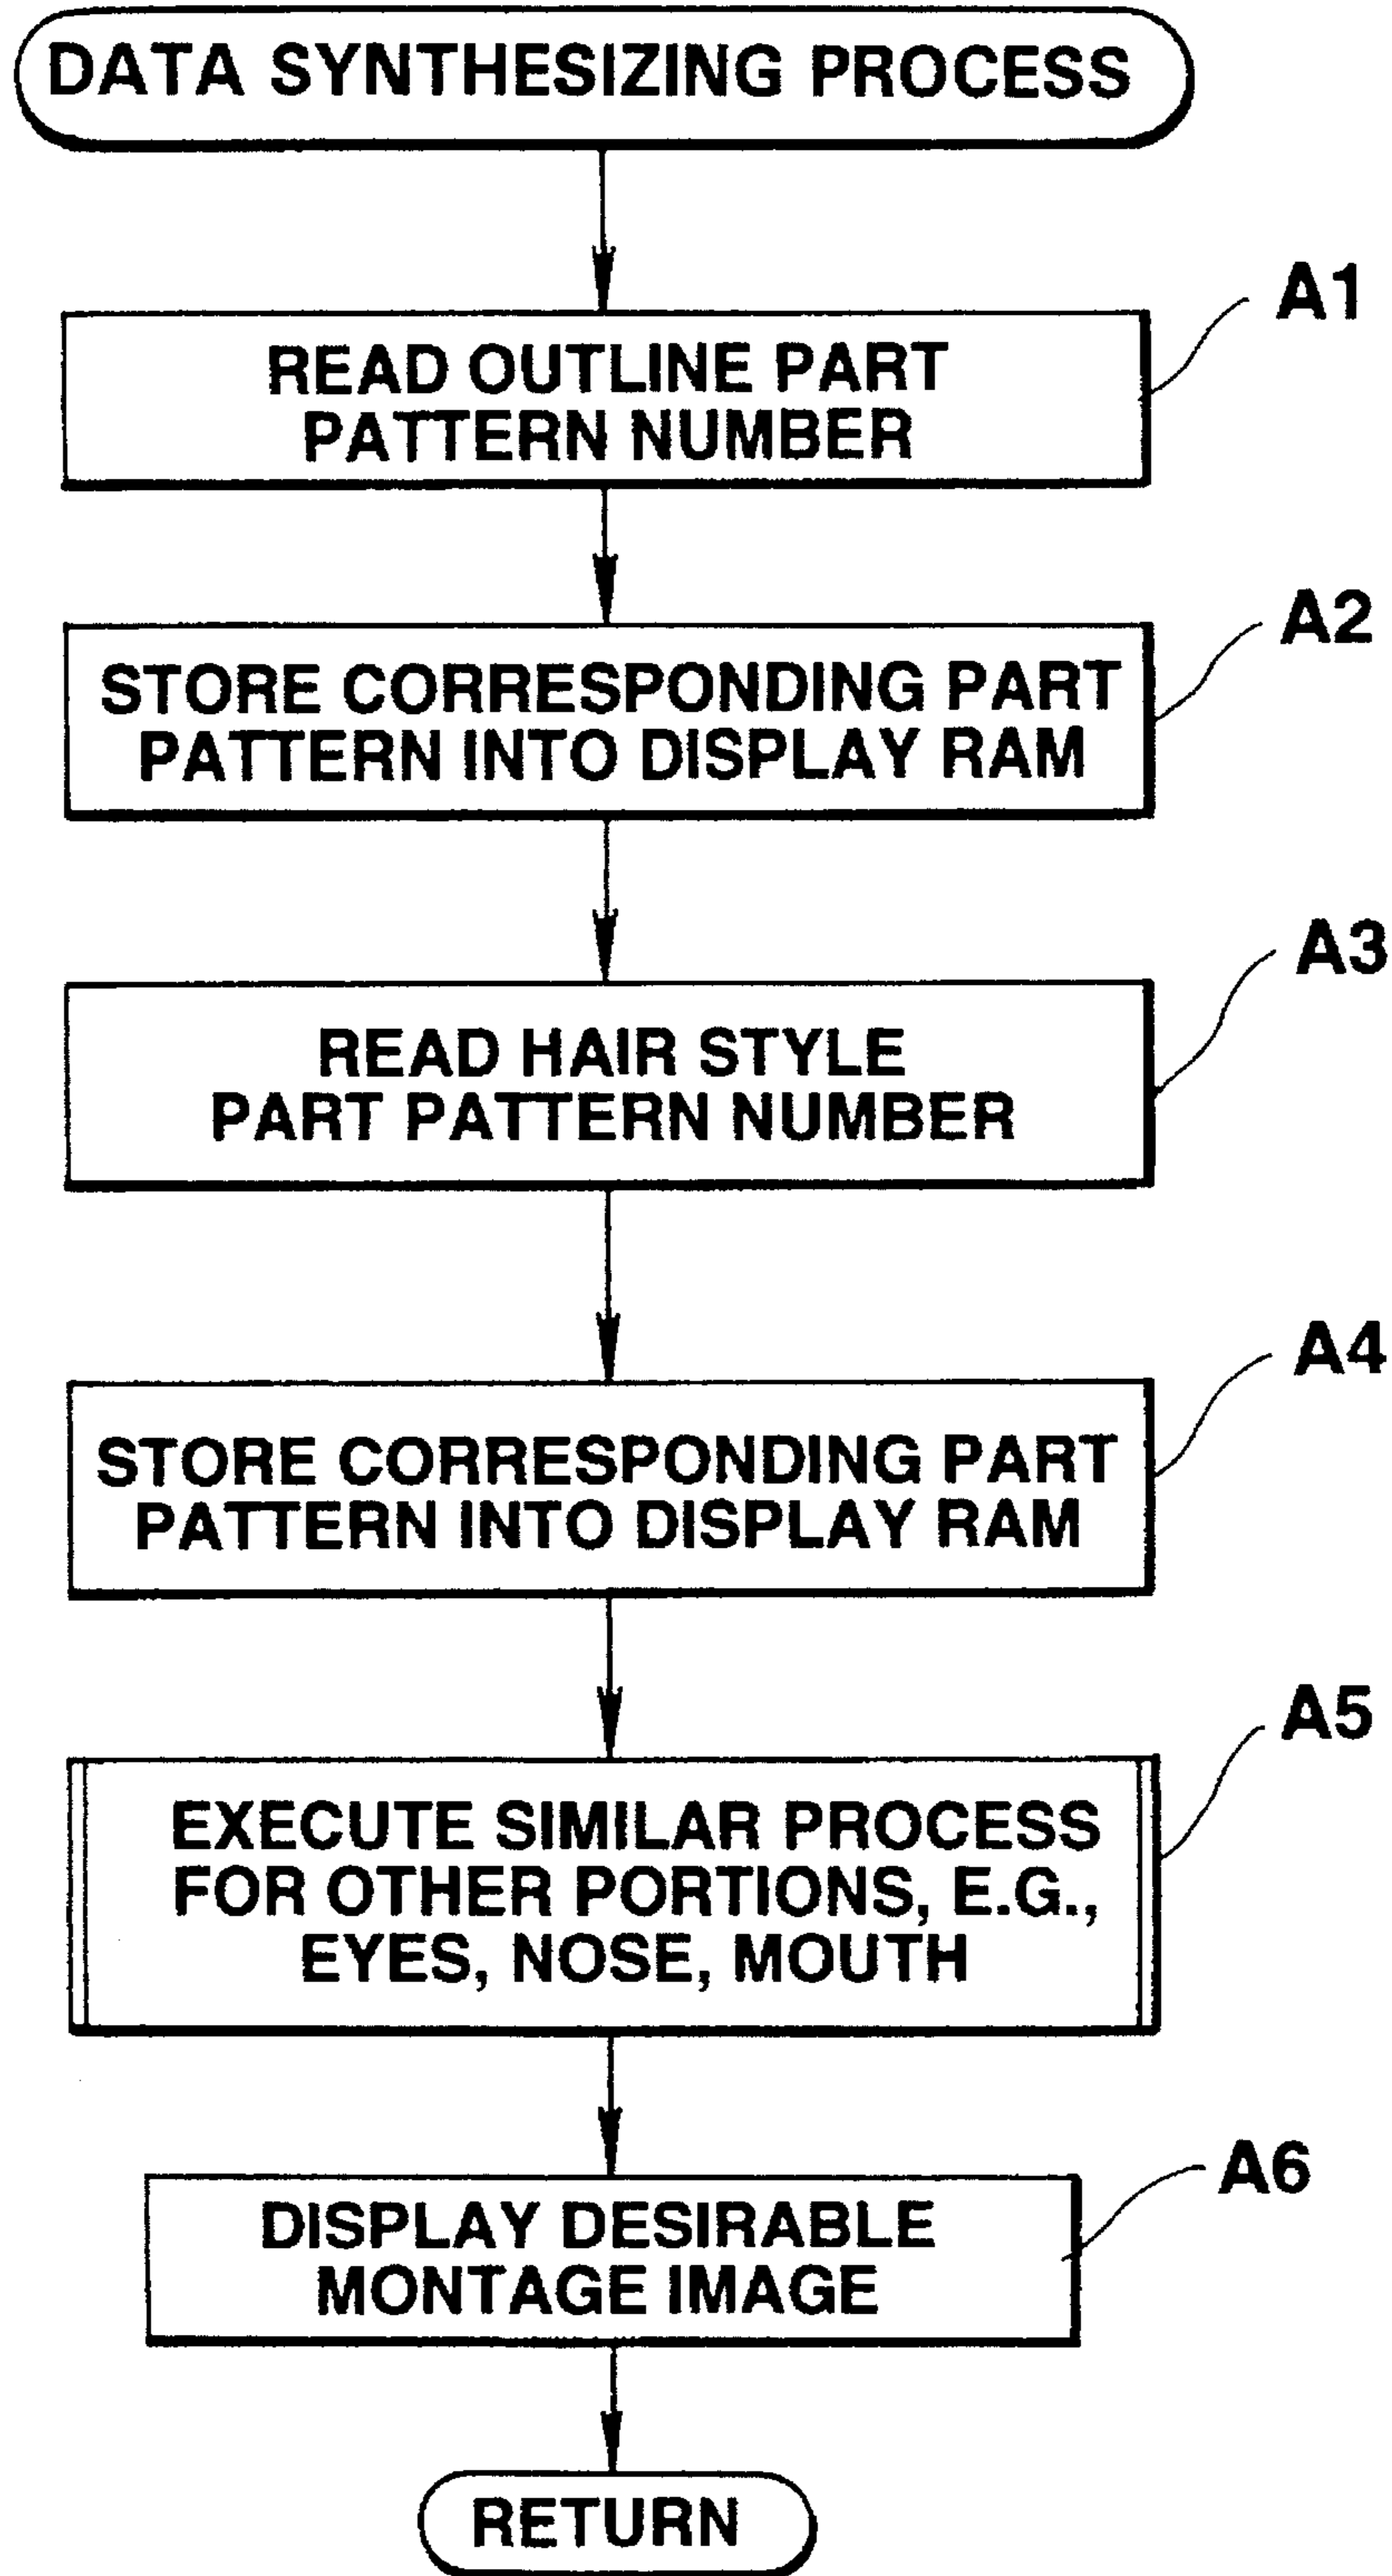 DATA SYNTHESIZING PROCESS
A1
READ OUTLINE PART
PATTERN NUMBER
A2
STORE CORRESPONDING PART
PATTERN INTO DISPLAY RAM
A3
READ HAIR STYLE
PART PATTERN NUMBER
A4
STORE CORRESPONDING PART
PATTERN INTO DISPLAY RAM
A5
EXECUTE SIMILAR PROCESS
FOR OTHER PORTIONS, E.G.,
EYES, NOSE, MOUTH
A6
DISPLAY DESIRABLE
MONTAGE IMAGE
RETURN